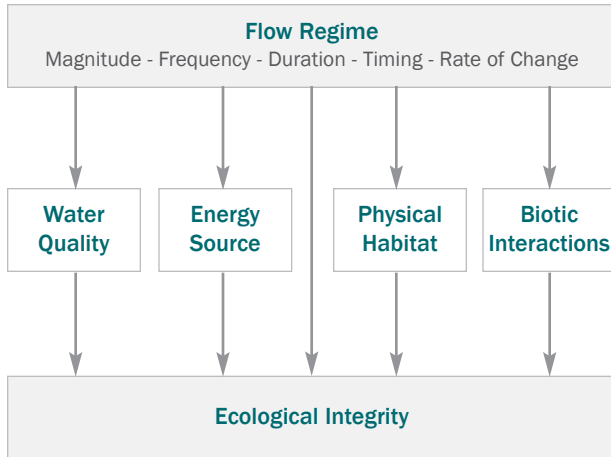 Flow Regime
Magnitude - Frequency - Duration - Timing - Rate of Change
Water
Quality
Energy
Source
Physical
Habitat
Biotic
Interactions
Ecological Integrity